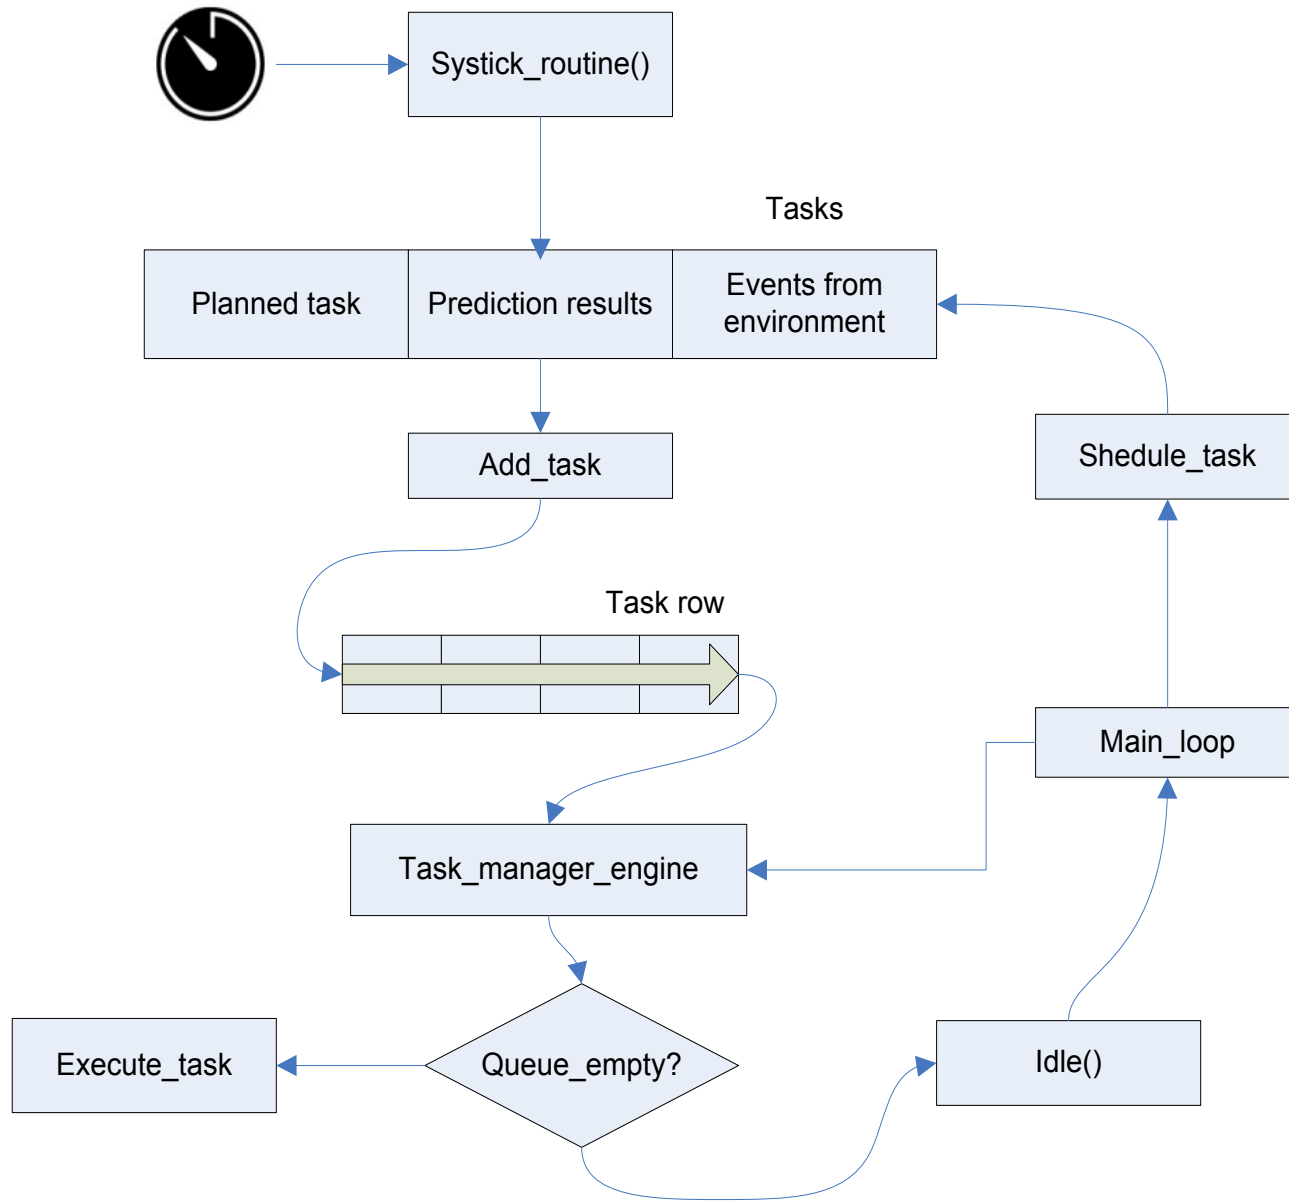 Systick_routine()
Tasks
Planned task
Prediction results
Events from
environment
Add_task
Shedule_task
Task row
Main_loop
Task_manager_engine
Execute_task
Queue_empty?
Idle()